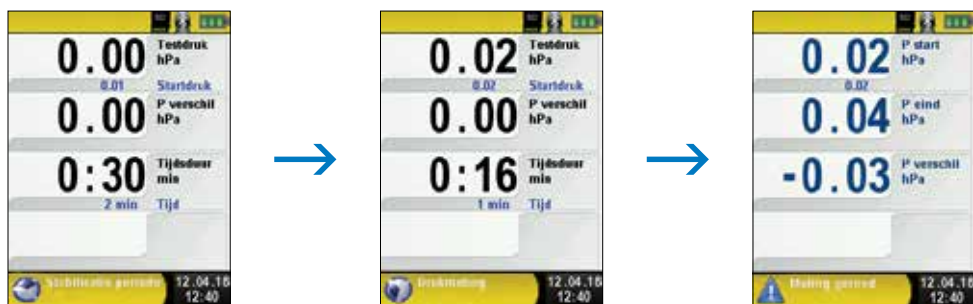 0.00 Testdruk
hPa
0.01 Startdruk
0.00 P verschil
hPa
0:30 Tijdsduur
min
2 min Tijd
Stabilisatie periode 12.04.16
12:40
0.02 Testdruk
hPa
0.02 Startdruk
0.00 P verschil
hPa
0:16 Tijdsduur
min
1 min Tijd
Drukmeting 12.04.16
12:40
0.02 P start
hPa
0.02
0.04 P eind
hPa
-0.03 P verschil
hPa
Meting gereed 12.04.16
12:40